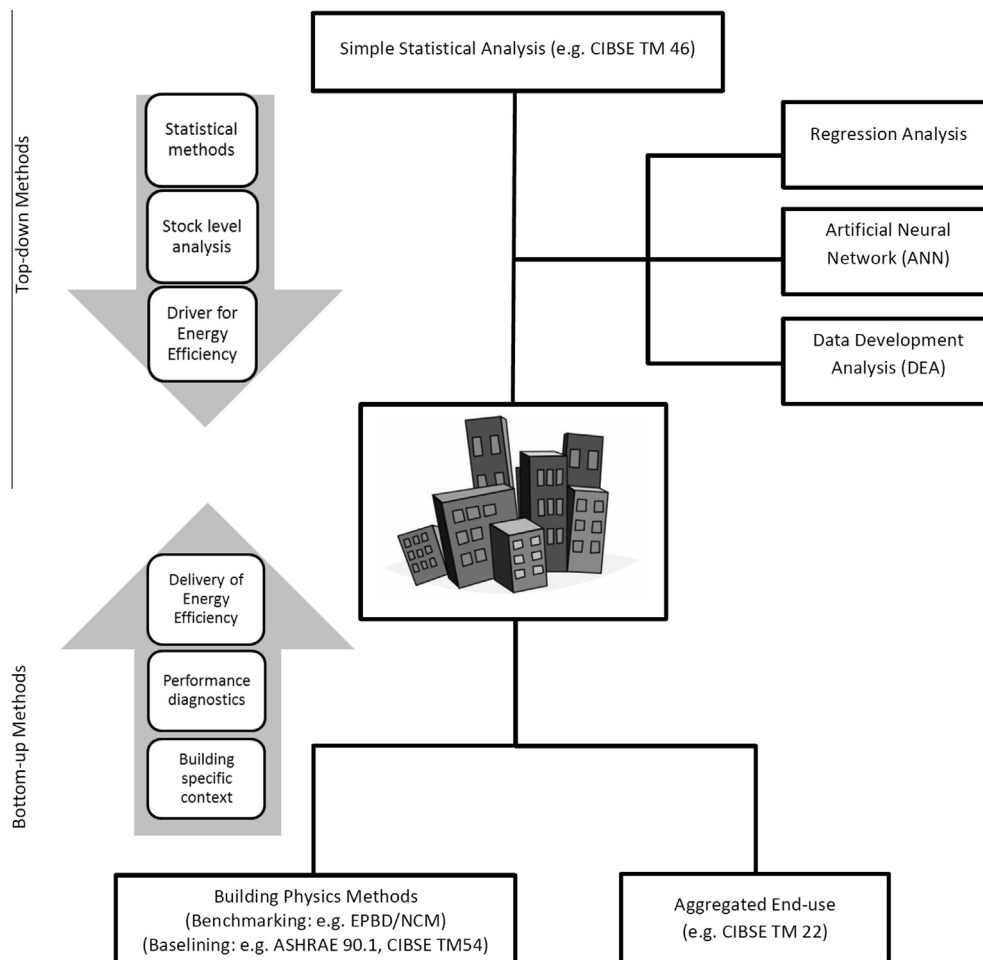 Simple Statistical Analysis (e.g. CIBSE TM 46)
Top-down Methods
Statistical
methods
Stock level
analysis
Driver for
Energy
Efficiency
Regression Analysis
Artificial Neural
Network (ANN)
Data Development
Analysis (DEA)
Bottom-up Methods
Delivery of
Energy
Efficiency
Performance
diagnostics
Building
specific
context
Building Physics Methods
(Benchmarking: e.g. EPBD/NCM)
(Baselining: e.g. ASHRAE 90.1, CIBSE TM54)
Aggregated End-use
(e.g. CIBSE TM 22)